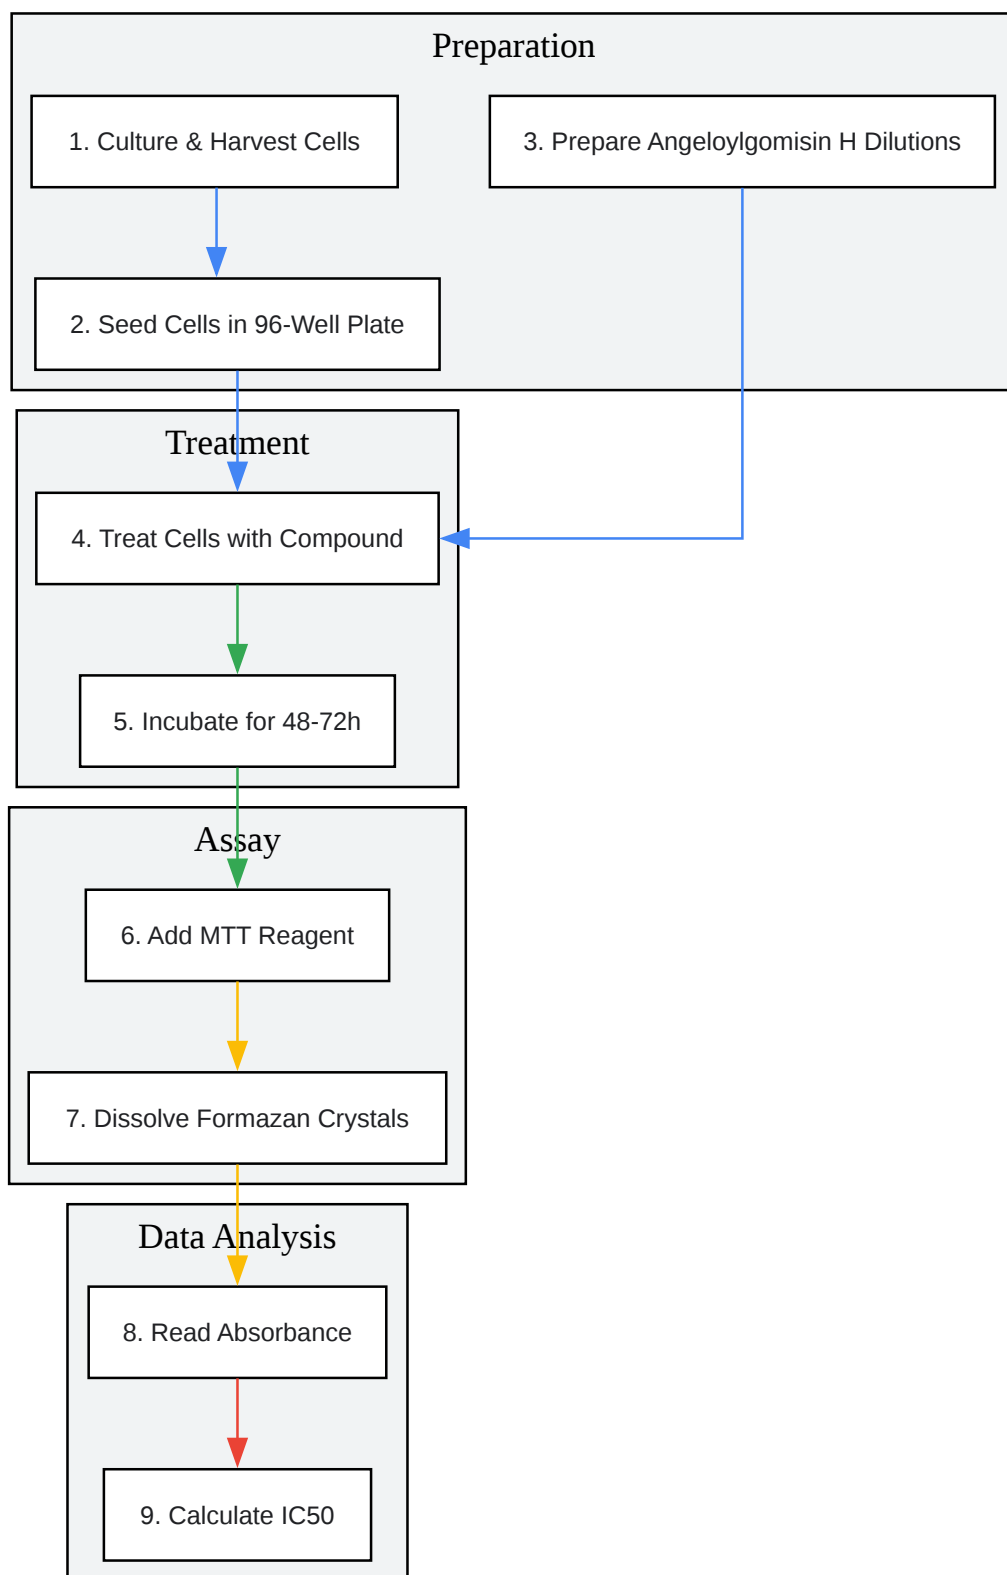 Preparation
1. Culture & Harvest Cells
3. Prepare Angeloylgomisin H Dilutions
2. Seed Cells in 96-Well Plate
Treatment
4. Treat Cells with Compound
5. Incubate for 48-72h
Assay
6. Add MTT Reagent
7. Dissolve Formazan Crystals
Data Analysis
8. Read Absorbance
9. Calculate IC50